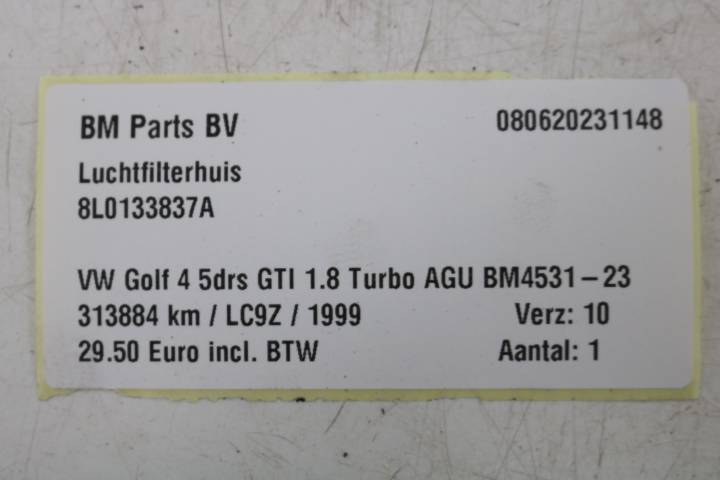 BM Parts BV 080620231148
Luchtfilterhuis
8L0133837A
VW Golf 4 5drs GTI 1.8 Turbo AGU BM4531-23
313884 km / LC9Z / 1999 Verz: 10
29.50 Euro incl. BTW Aantal: 1